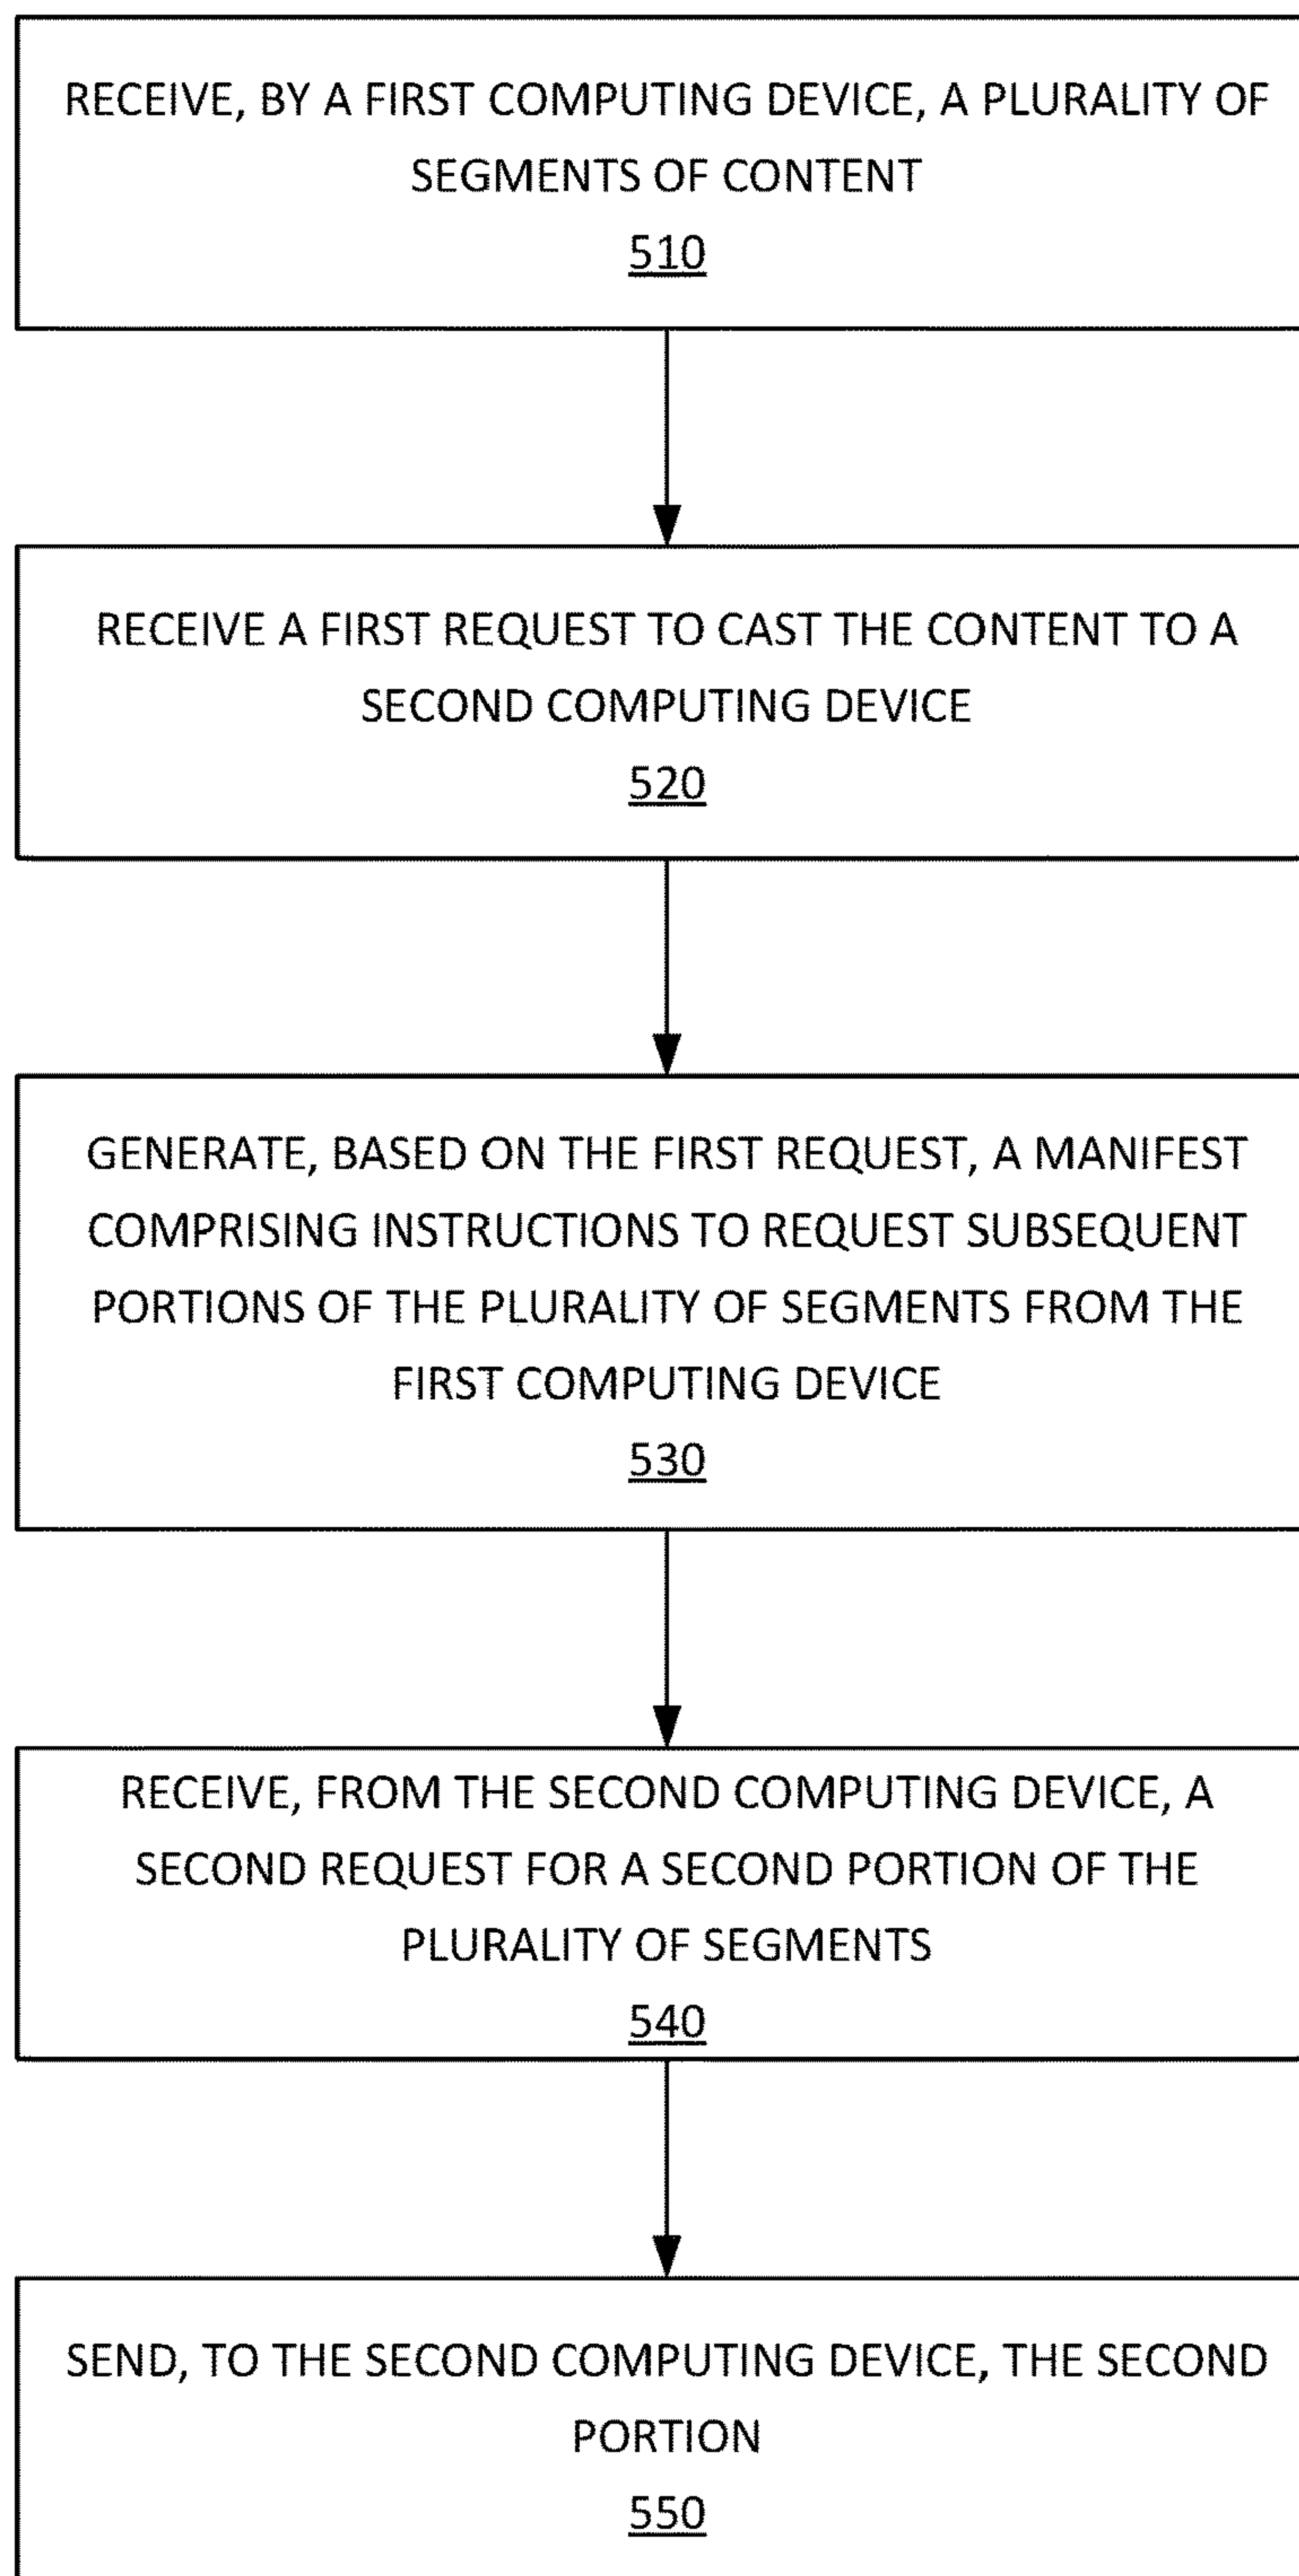 RECEIVE, BY A FIRST COMPUTING DEVICE, A PLURALITY OF
SEGMENTS OF CONTENT
510
RECEIVE A FIRST REQUEST TO CAST THE CONTENT TO A
SECOND COMPUTING DEVICE
520
GENERATE, BASED ON THE FIRST REQUEST, A MANIFEST
COMPRISING INSTRUCTIONS TO REQUEST SUBSEQUENT
PORTIONS OF THE PLURALITY OF SEGMENTS FROM THE
FIRST COMPUTING DEVICE
530
RECEIVE, FROM THE SECOND COMPUTING DEVICE, A
SECOND REQUEST FOR A SECOND PORTION OF THE
PLURALITY OF SEGMENTS
540
SEND, TO THE SECOND COMPUTING DEVICE, THE SECOND
PORTION
550